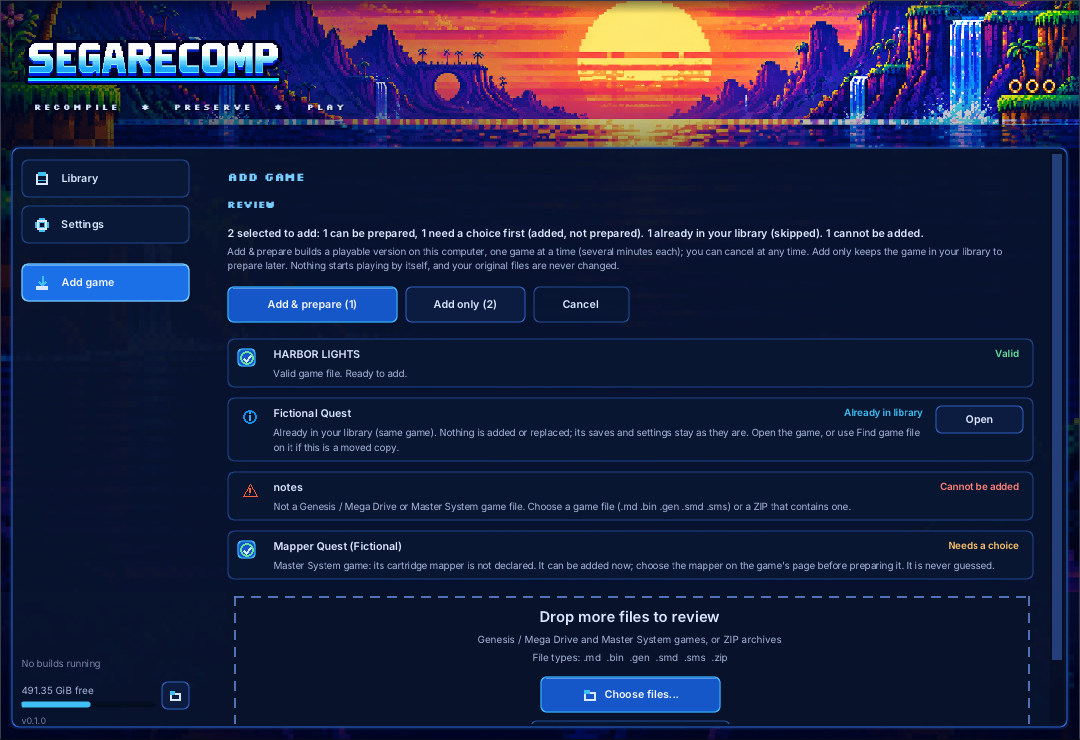 SEGARECOMP
RECOMPILE * PRESERVE * PLAY
Library
Settings
Add game
No builds running
491.35 GiB free
v0.1.0
ADD GAME
REVIEW
2 selected to add: 1 can be prepared, 1 need a choice first (added, not prepared). 1 already in your library (skipped). 1 cannot be added.
Add & prepare builds a playable version on this computer, one game at a time (several minutes each); you can cancel at any time. Add only keeps the game in your library to
prepare later. Nothing starts playing by itself, and your original files are never changed.
Add & prepare (1)
Add only (2)
Cancel
HARBOR LIGHTS
Valid
Valid game file. Ready to add.
Fictional Quest
Already in library
Open
Already in your library (same game). Nothing is added or replaced; its saves and settings stay as they are. Open the game, or use Find game file
on it if this is a moved copy.
notes
Cannot be added
Not a Genesis / Mega Drive or Master System game file. Choose a game file (.md .bin .gen .smd .sms) or a ZIP that contains one.
Mapper Quest (Fictional)
Needs a choice
Master System game: its cartridge mapper is not declared. It can be added now; choose the mapper on the game's page before preparing it. It is never guessed.
Drop more files to review
Genesis / Mega Drive and Master System games, or ZIP archives
File types: .md .bin .gen .smd .sms .zip
Choose files...